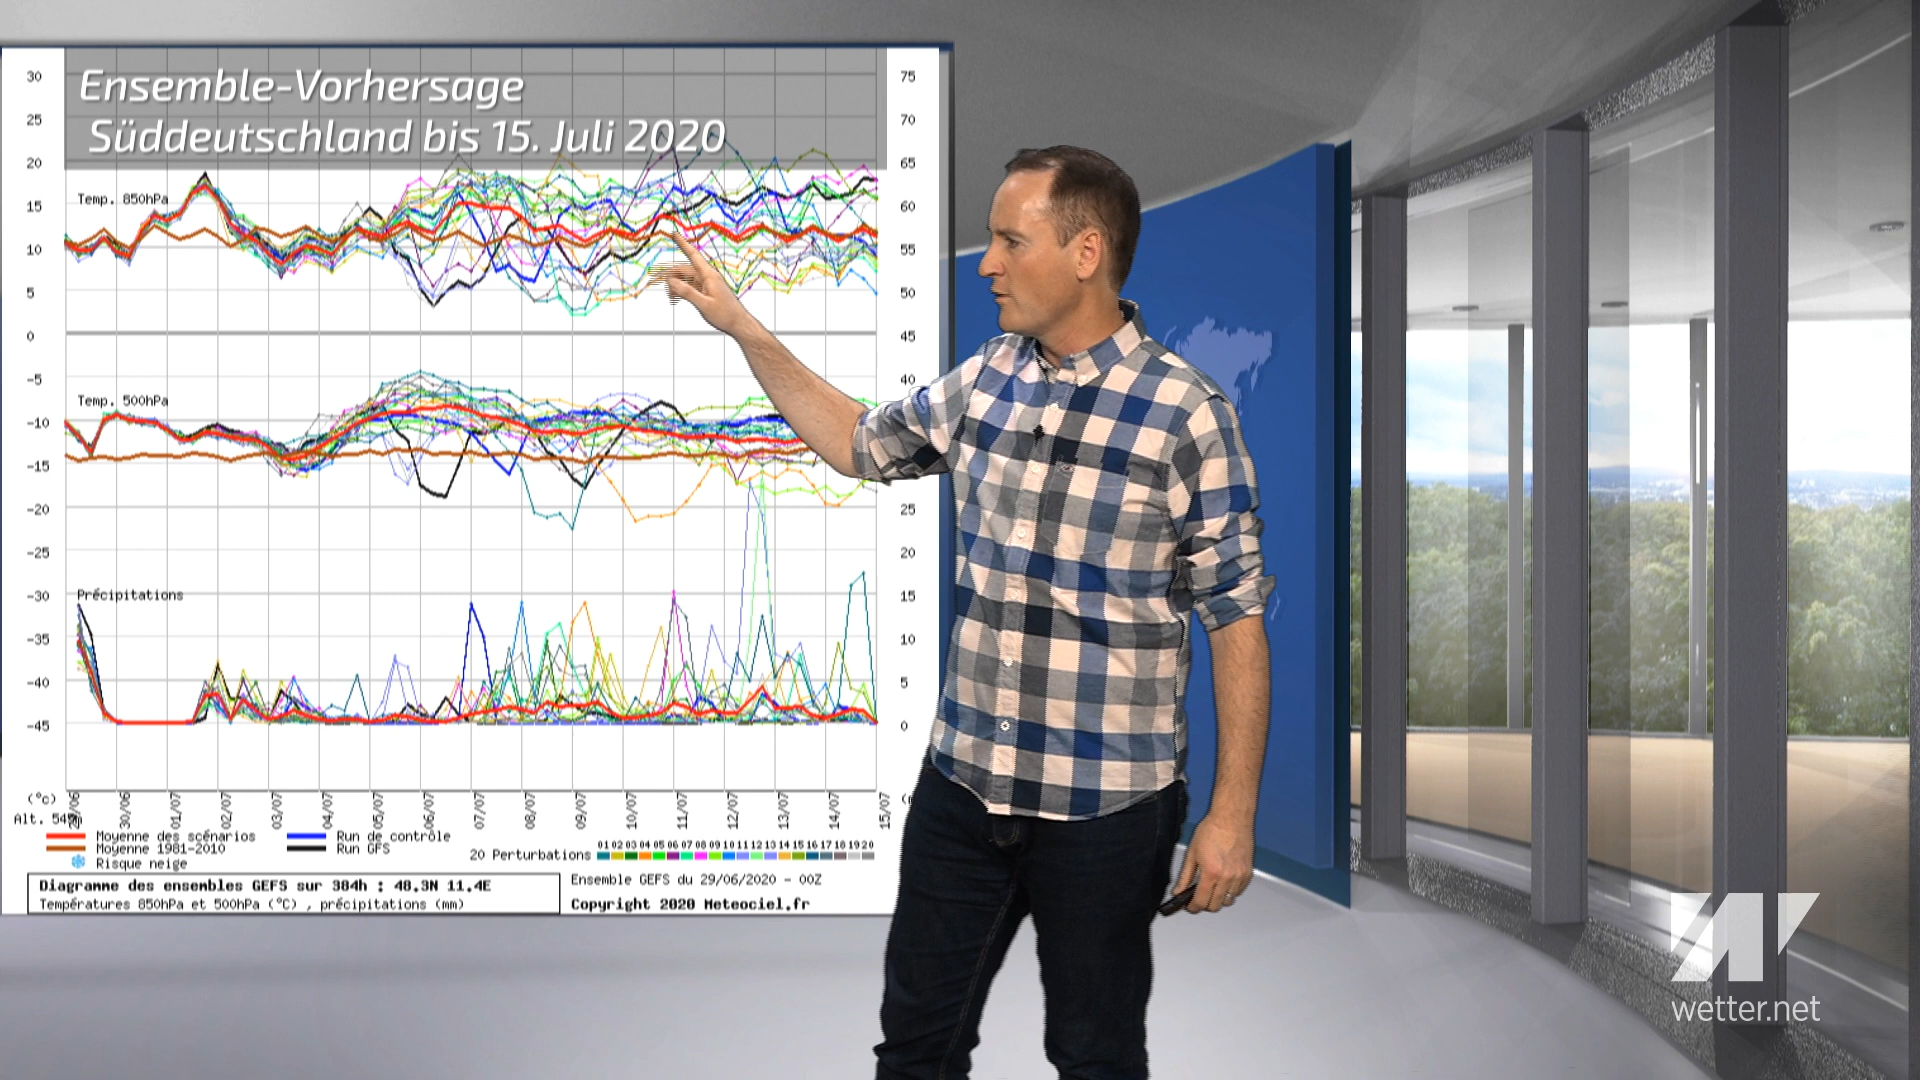 Ensemble-Vorhersage
Süddeutschland bis 15. Juli 2020
30 75
25 70
20 65
Temp. 850hPa
15 60
10 55
5 50
0 45
-5 40
Temp. 500hPa
-10
-15
-20 25
-25 20
Précipitations
-30 15
-35 10
-40 5
-45 0
(°c)
30/06 01/07 02/07 03/07 04/07 05/07 06/07 07/07 08/07 09/07 10/07 11/07 12/07 13/07 14/07 15/07
Alt.
Moyenne des scénarios Run de contrôle
Moyenne 1981-2010 Run GFS
Risque neige
20 Perturbations 01 02 03 04 05 06 07 08 09 10 11 12 13 14 15 16 17 18 19 20
Diagramme des ensembles GEFS sur 384h : 48.3N 11.4E
Températures 850hPa et 500hPa (°C) , précipitations (mm)
Ensemble GEFS du 29/06/2020 - 00Z
Copyright 2020 Meteociel.fr
wetter.net